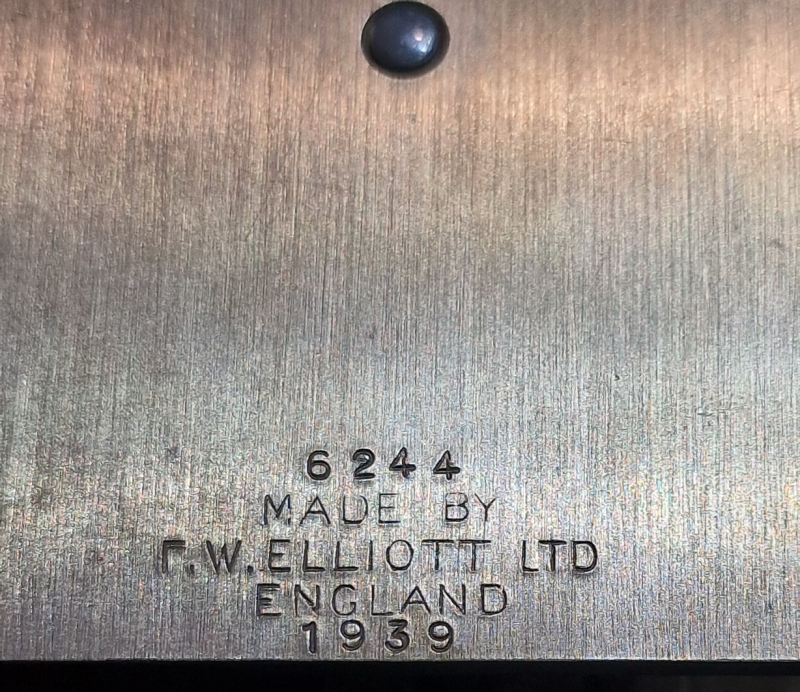 6244
MADE BY
F.W.ELLIOTT LTD
ENGLAND
1939